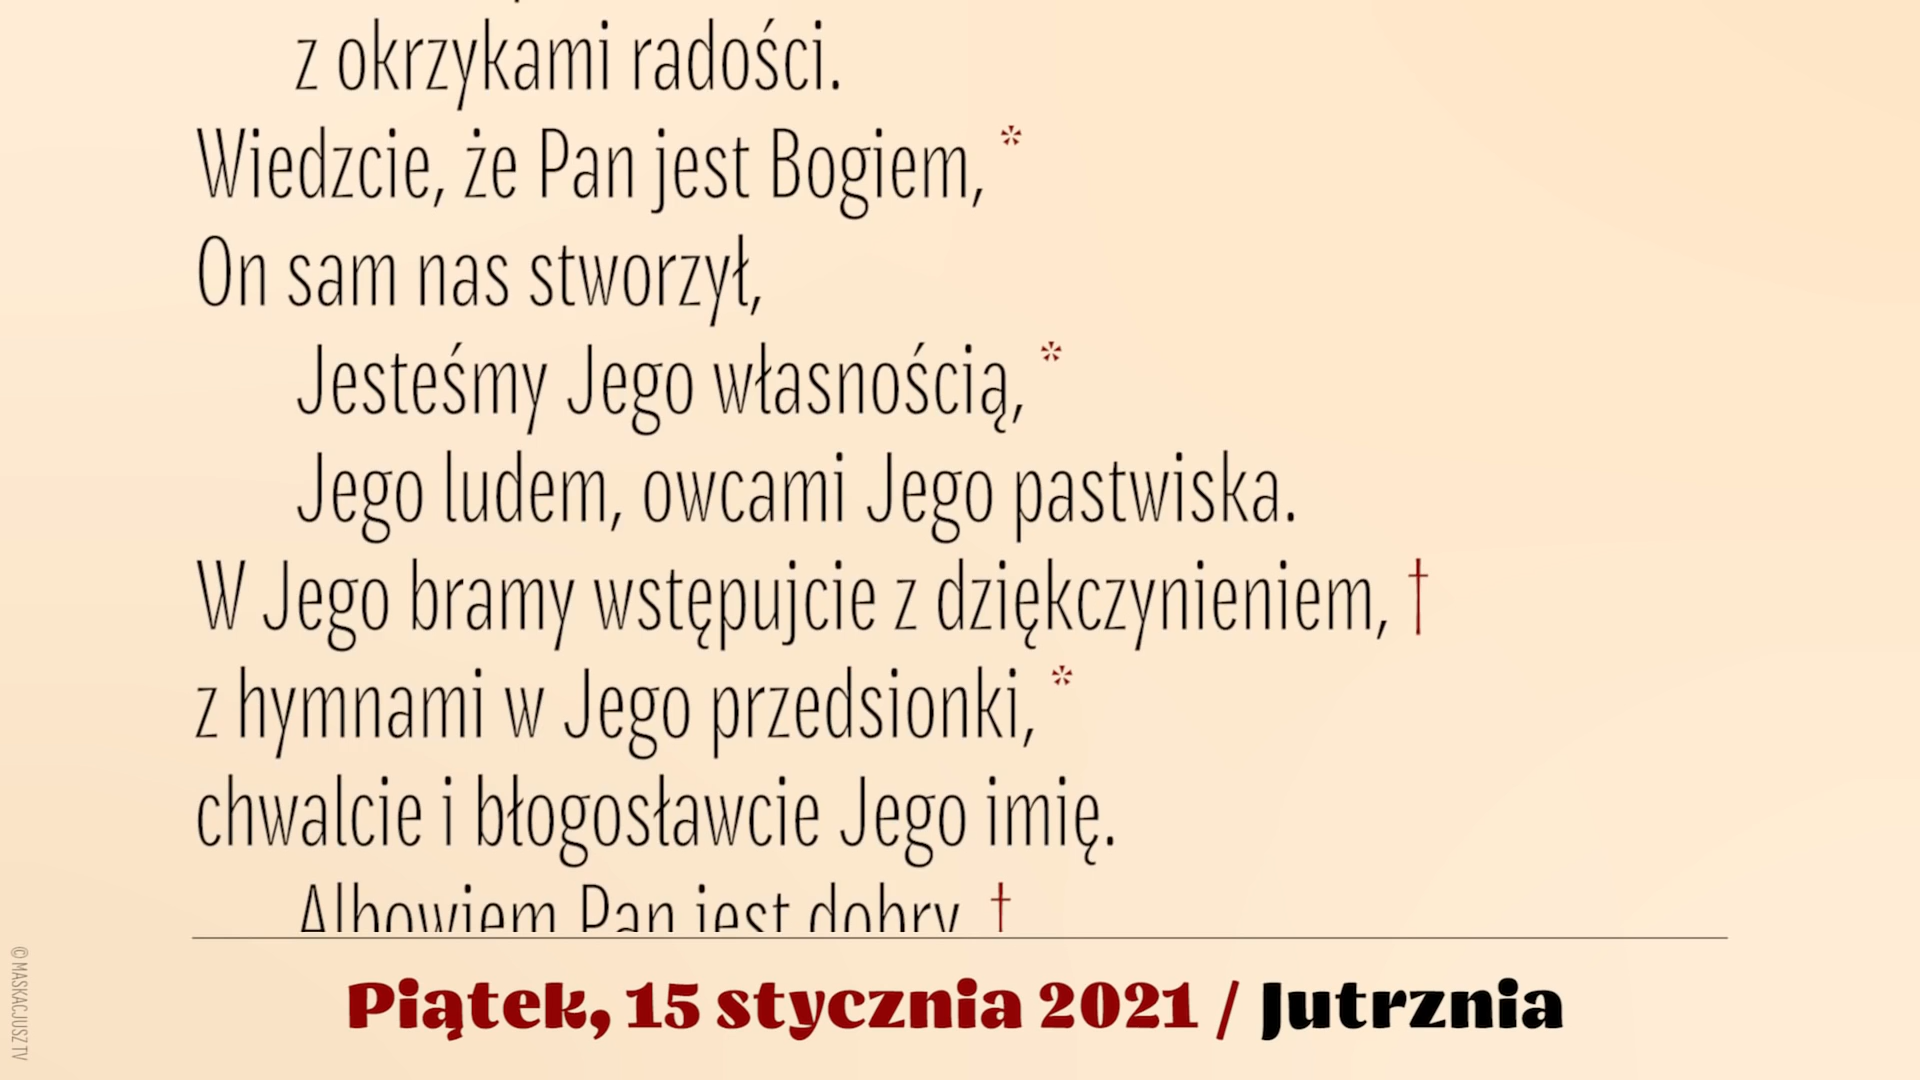 z okrzykami radości.
Wiedzcie, że Pan jest Bogiem, *
On sam nas stworzył,
Jesteśmy Jego własnością, *
Jego ludem, owcami Jego pastwiska.
W Jego bramy wstępujcie z dziękczynieniem, †
z hymnami w Jego przedsionki, *
chwalcie i błogosławcie Jego imię.
Albowiem Pan jest dobry, †
Piątek, 15 stycznia 2021 / Jutrznia
© MASKACJUSZ TV